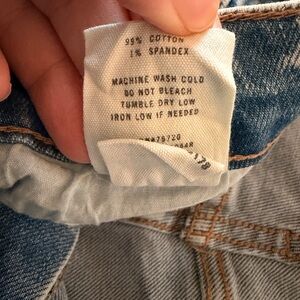 99% COTTON
1% SPANDEX
MACHINE WASH COLD
DO NOT BLEACH
TUMBLE DRY LOW
IRON LOW IF NEEDED